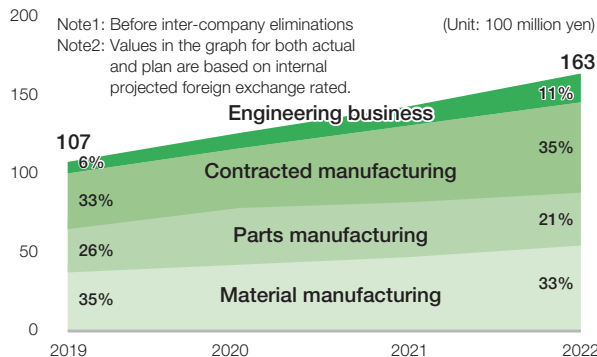 200
Note1: Before inter-company eliminations
(Unit: 100 million yen)
Note2: Values in the graph for both actual
and plan are based on internal
projected foreign exchange rated.
163
150
11%
Engineering business
107
6%
35%
100
Contracted manufacturing
33%
21%
Parts manufacturing
50
26%
33%
Material manufacturing
35%
0
2019
2020
2021
2022